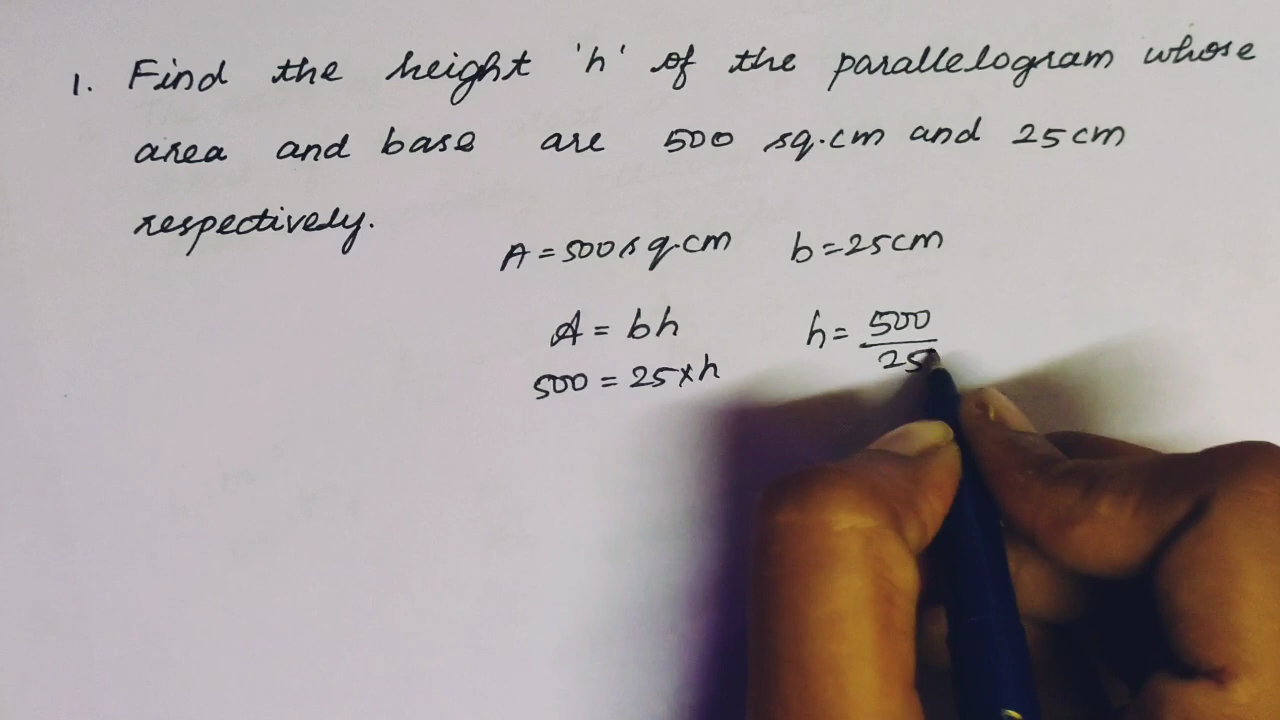 1. Find the height 'h' of the parallelogram whose
area and base are 500 sq.cm and 25cm
respectively.
A = 500 sq.cm b=25cm
A = bh h= 500/25
500 = 25×h